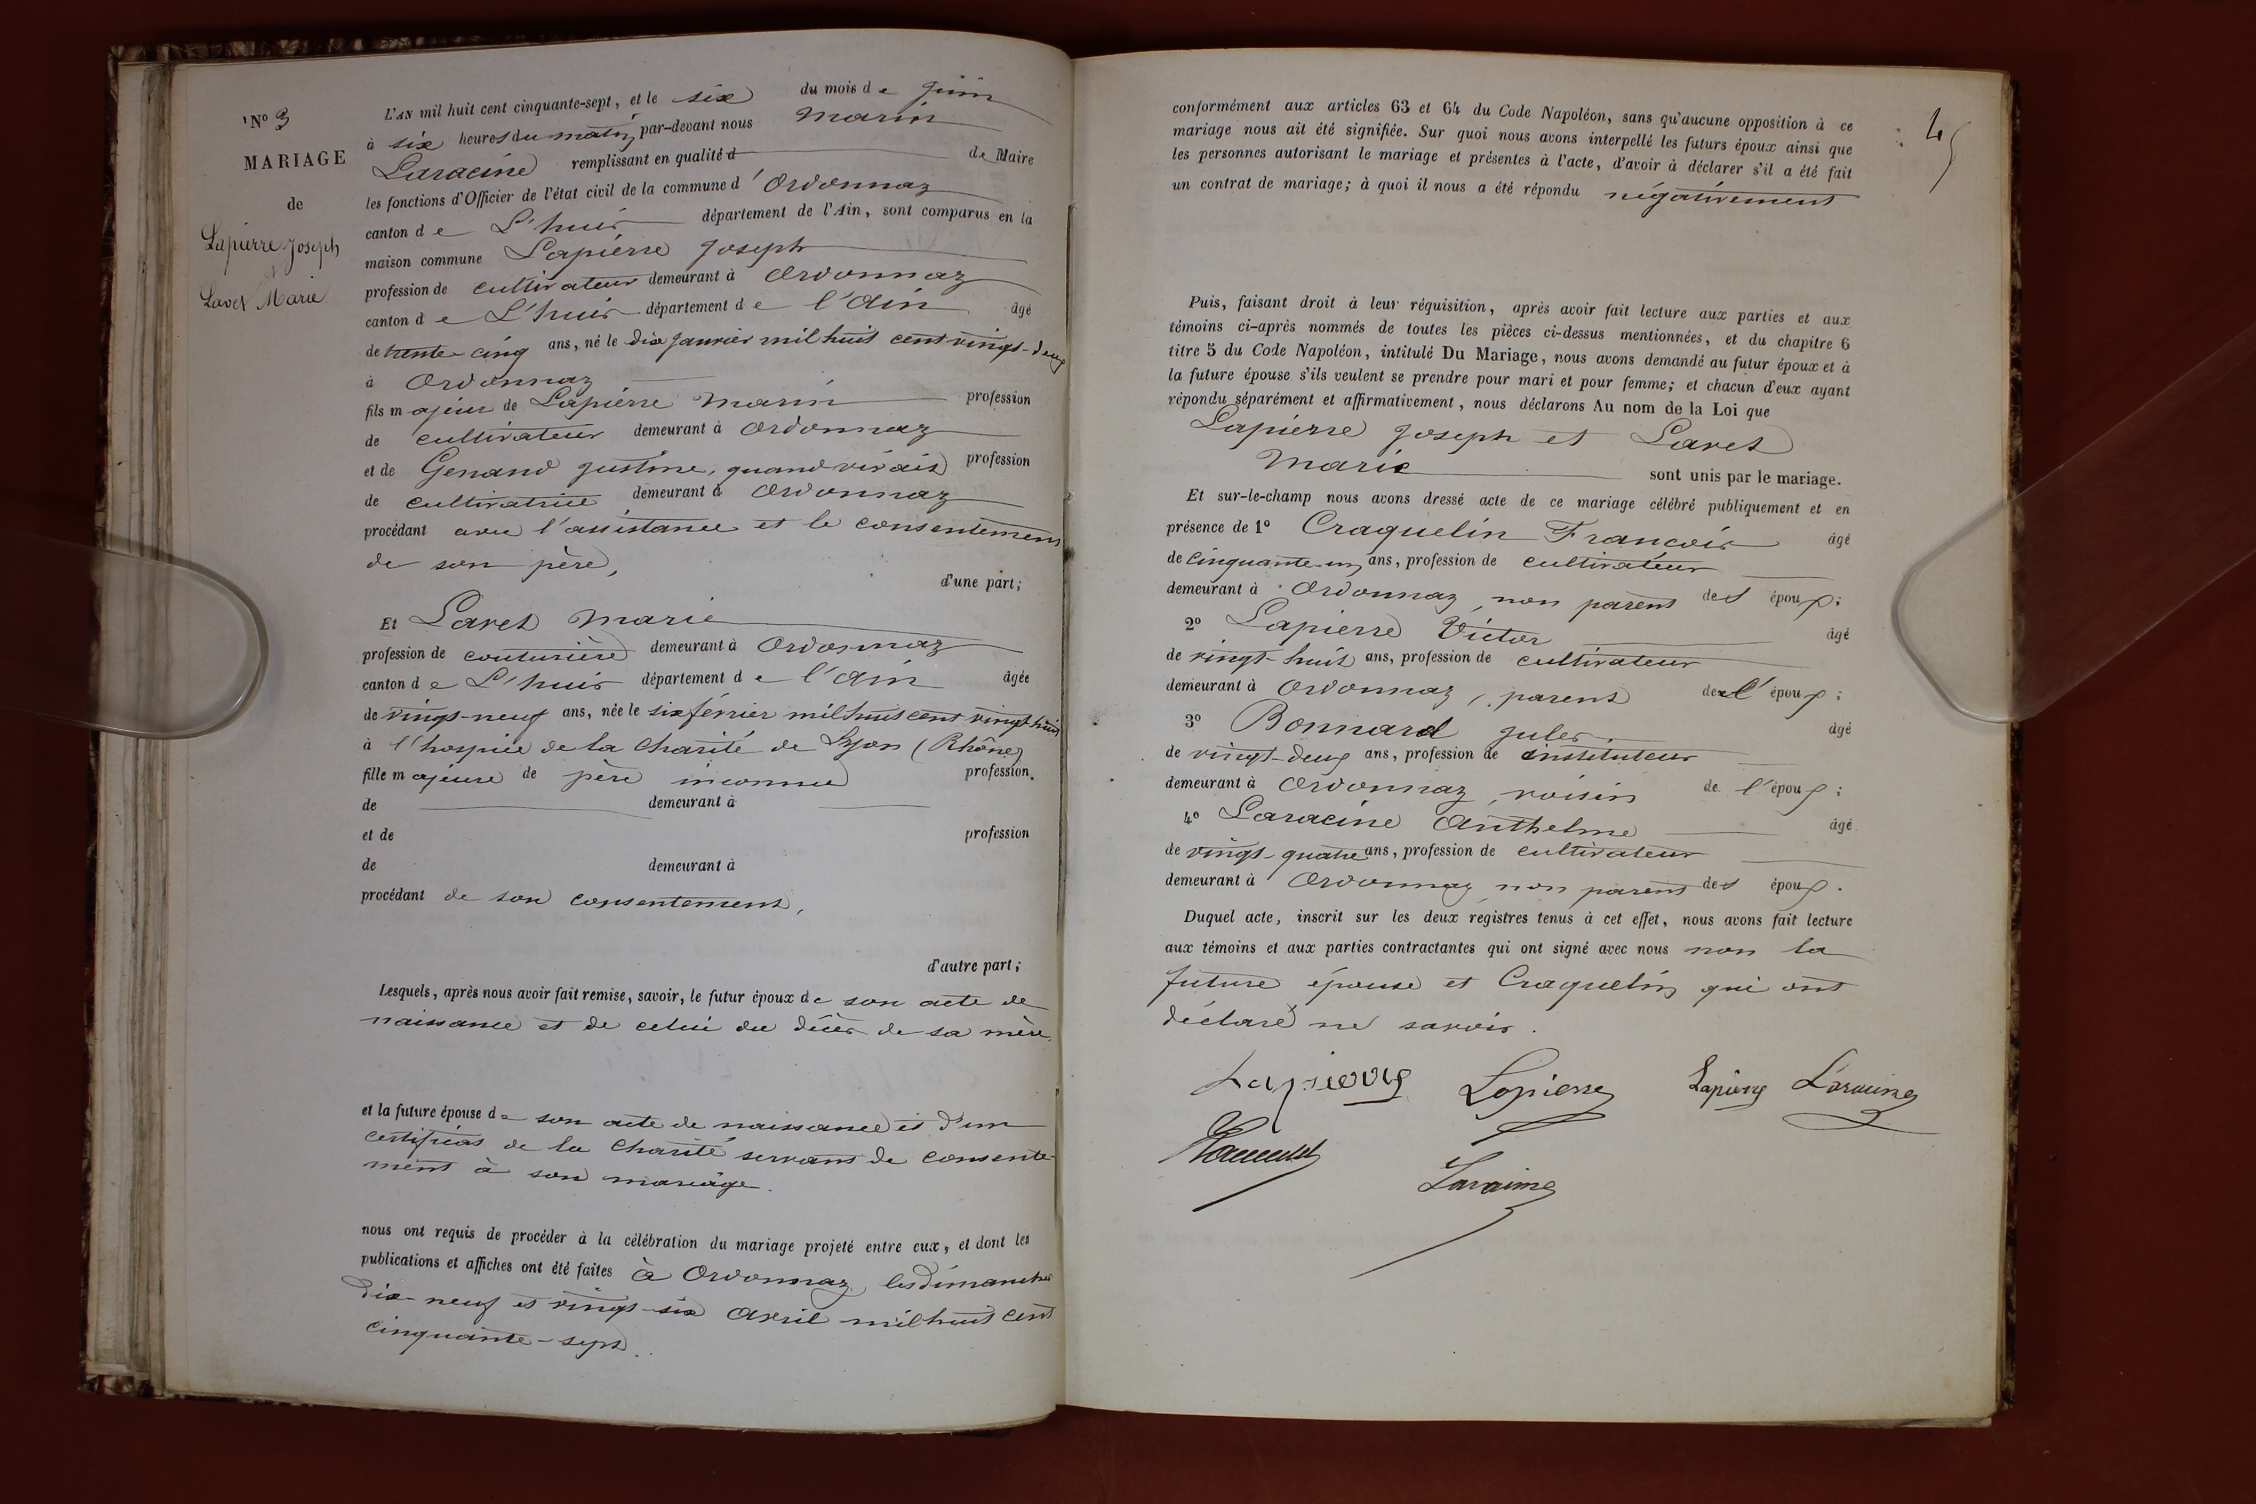 N° 3
MARIAGE
de
Lapierre Joseph
&
Lavet Marie
L'AN mil huit cent cinquante-sept, et le six du mois de Juin
à six heures du matin par-devant nous Marin
Laracine remplissant en qualité d de Maire
les fonctions d'Officier de l'état civil de la commune d' Ordonnaz
canton de L'huis département de l'Ain, sont comparus en la
maison commune Lapierre Joseph
profession de cultivateur demeurant à Ordonnaz
canton de L'huis département de l'Ain âgé
de trente-cinq ans, né le dix Janvier mil huit cent vingt-deux
à Ordonnaz
fils majeur de Lapierre Marin profession
de cultivateur demeurant à Ordonnaz
et de Genand Justine, quand vivait profession
de cultivatrice demeurant à Ordonnaz
procédant avec l'assistance et le consentement
de son père,
d'une part;
Et Lavet Marie
profession de couturière demeurant à Ordonnaz
canton de L'huis département de l'Ain âgée
de vingt-neuf ans, née le six février mil huit cent vingt huit
à l'hospice de la Charité de Lyon (Rhône)
fille majeure de père inconnu profession.
de demeurant à
et de profession
de demeurant à
procédant de son consentement,
d'autre part;
Lesquels, après nous avoir fait remise, savoir, le futur époux de son acte de
naissance et de celui du décès de sa mère.
et la future épouse de son acte de naissance et d'un
certificat de la Charité servant de consente-
ment à son mariage.
nous ont requis de procéder à la célébration du mariage projeté entre eux, et dont les
publications et affiches ont été faites à Ordonnaz les dimanches
dix-neuf et vingt-six Avril mil huit cent
cinquante-sept.
45
conformément aux articles 63 et 64 du Code Napoléon, sans qu'aucune opposition à ce
mariage nous ait été signifiée. Sur quoi nous avons interpellé les futurs époux ainsi que
les personnes autorisant le mariage et présentes à l'acte, d'avoir à déclarer s'il a été fait
un contrat de mariage; à quoi il nous a été répondu négativement
Puis, faisant droit à leur réquisition, après avoir fait lecture aux parties et aux
témoins ci-après nommés de toutes les pièces ci-dessus mentionnées, et du chapitre 6
titre 5 du Code Napoléon, intitulé Du Mariage, nous avons demandé au futur époux et à
la future épouse s'ils veulent se prendre pour mari et pour femme; et chacun d'eux ayant
répondu séparément et affirmativement, nous déclarons Au nom de la Loi que
Lapierre Joseph et Lavet
Marie sont unis par le mariage.
Et sur-le-champ nous avons dressé acte de ce mariage célébré publiquement et en
présence de 1° Craquelin Francois âgé
de cinquante-un ans, profession de cultivateur
demeurant à Ordonnaz, non parent des époux;
2° Lapierre Victor âgé
de vingt-huit ans, profession de cultivateur
demeurant à Ordonnaz, parent de l'époux;
3° Bonnard Jules. âgé
de vingt-deux ans, profession de instituteur
demeurant à Ordonnaz, voisin de l'époux;
4° Laracine Anthelme âgé
de vingt-quatre ans, profession de cultivateur
demeurant à Ordonnaz non parent des époux.
Duquel acte, inscrit sur les deux registres tenus à cet effet, nous avons fait lecture
aux témoins et aux parties contractantes qui ont signé avec nous non la
future épouse et Craquelin qui ont
déclaré ne savoir.
Lapierre Lapierre Lapierre Laracine
Laracine